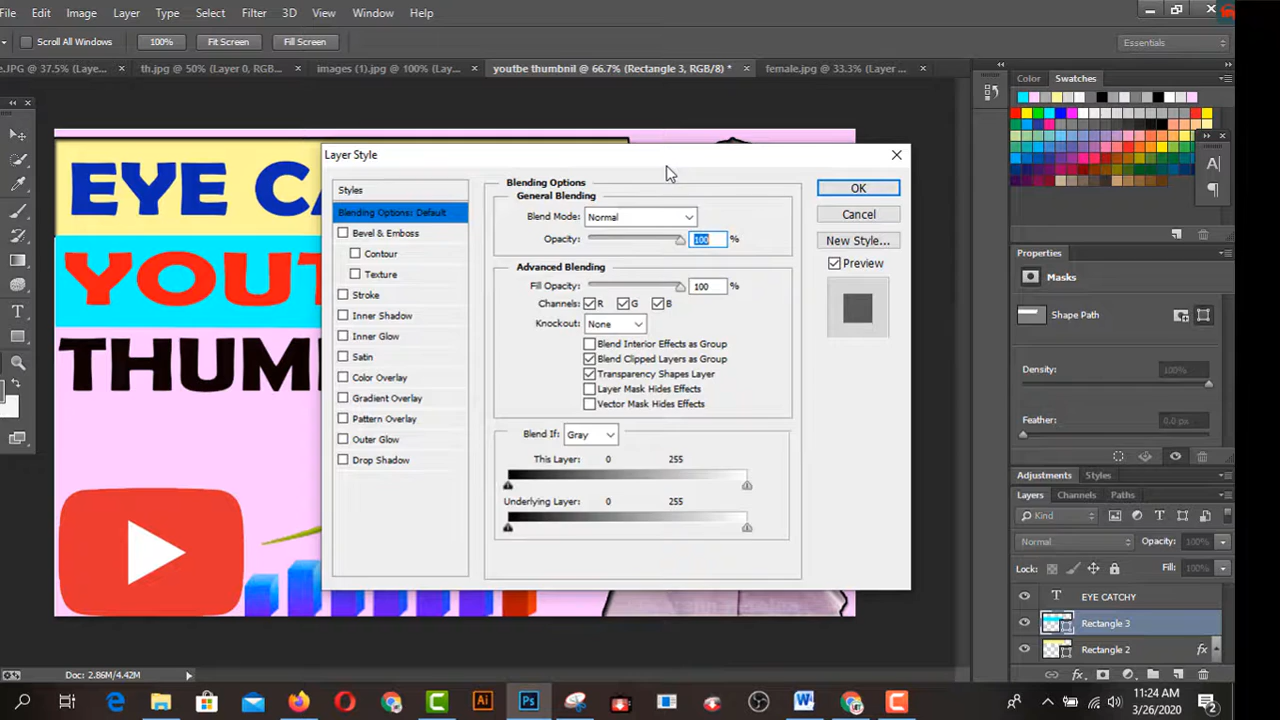 File Edit Image Layer Type Select Filter 3D View Window Help
Scroll All Windows 100% Fit Screen Fill Screen Essentials
e.JPG @ 37.5% (Laye... × th.jpg @ 50% (Layer 0, RGB... × images (1).jpg @ 100% (Lay... × youtbe thumbnil @ 66.7% (Rectangle 3, RGB/8) * × female.jpg @ 33.3% (Layer ... ×
Color Swatches
EYE CA
YOUT
THUM
Layer Style
Styles
Blending Options: Default
Bevel & Emboss
Contour
Texture
Stroke
Inner Shadow
Inner Glow
Satin
Color Overlay
Gradient Overlay
Pattern Overlay
Outer Glow
Drop Shadow
Blending Options
General Blending
Blend Mode: Normal
Opacity: 100 %
Advanced Blending
Fill Opacity: 100 %
Channels: R G B
Knockout: None
Blend Interior Effects as Group
Blend Clipped Layers as Group
Transparency Shapes Layer
Layer Mask Hides Effects
Vector Mask Hides Effects
Blend If: Gray
This Layer: 0 255
Underlying Layer: 0 255
OK
Cancel
New Style...
Preview
Properties
Masks
Shape Path
Density: 100%
Feather: 0.0 px
Adjustments Styles
Layers Channels Paths
Kind
Normal Opacity: 100%
Lock: Fill: 100%
T EYE CATCHY
Rectangle 3
Rectangle 2 fx
fx
Doc: 2.86M/4.42M
Ai Ps
11:24 AM
3/26/2020
2